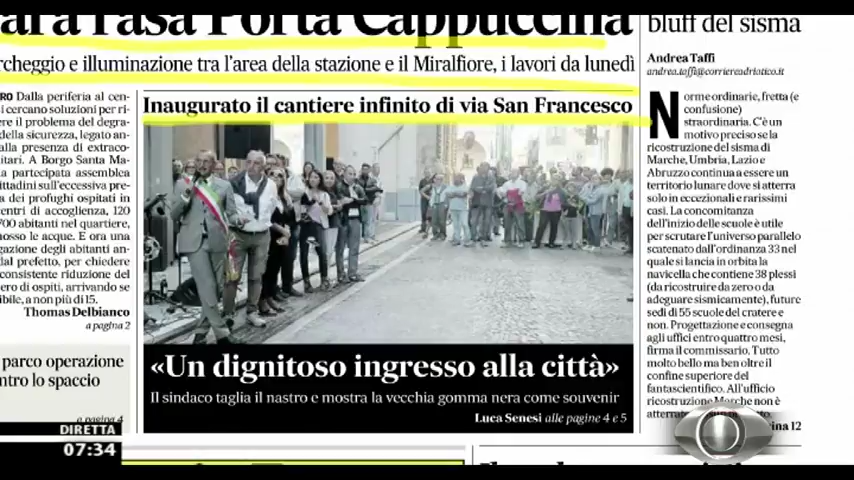 Porta Cappuccina
rcheggio e illuminazione tra l'area della stazione e il Miralfiore, i lavori da lunedì
RO Dalla periferia al cen-
si cercano soluzioni per ri-
ere il problema del degra-
della sicurezza, legato an-
alla presenza di extraco-
itari. A Borgo Santa Ma-
a partecipata assemblea
ittadini sull'eccessiva pre-
a dei profughi ospitati in
entri di accoglienza, 120
700 abitanti nel quartiere,
nosso le acque. E ora una
gazione degli abitanti an-
dal prefetto, per chiedere
consistente riduzione del
ero di ospiti, arrivando se
ibile, a non più di 15.
Thomas Delbianco
a pagina 2
parco operazione
ntro lo spaccio
a pagina 4
Inaugurato il cantiere infinito di via San Francesco
«Un dignitoso ingresso alla città»
Il sindaco taglia il nastro e mostra la vecchia gomma nera come souvenir
Luca Senesi alle pagine 4 e 5
bluff del sisma
Andrea Taffi
andrea.taffi@corriereadriatico.it
Norme ordinarie, fretta (e
confusione)
straordinaria. C'è un
motivo preciso se la
ricostruzione del sisma di
Marche, Umbria, Lazio e
Abruzzo continua a essere un
territorio lunare dove si atterra
solo in eccezionali e rarissimi
casi. La concomitanza
dell'inizio delle scuole è utile
per scrutare l'universo parallelo
scatenato dall'ordinanza 33 nel
quale si lancia in orbita la
navicella che contiene 38 plessi
(da ricostruire da zero o da
adeguare sismicamente), future
sedi di 55 scuole del cratere e
non. Progettazione e consegna
agli uffici entro quattro mesi,
firma il commissario. Tutto
molto bello ma ben oltre il
confine superiore del
fantascientifico. All'ufficio
ricostruzione Marche non è
ina 12
DIRETTA
07:34